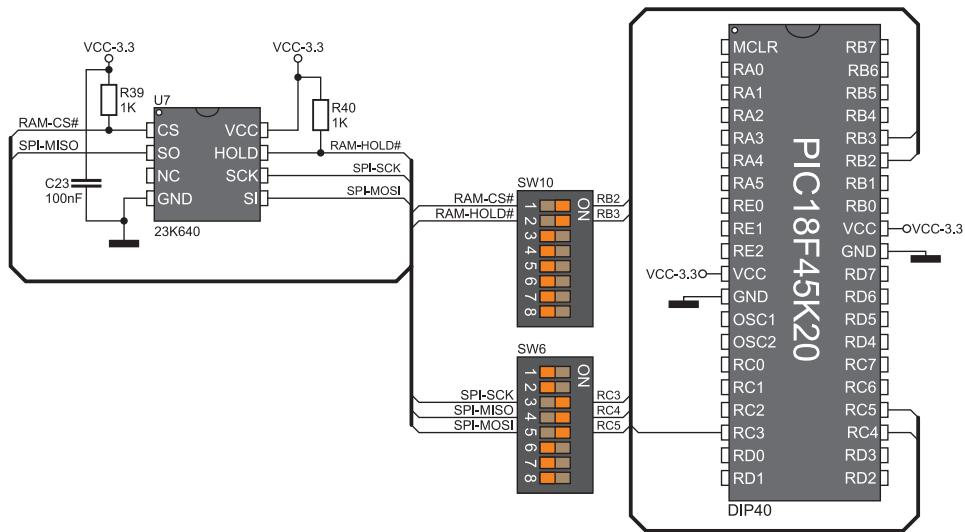 VCC-3.3
VCC-3.3
R39
1K
U7
R40
1K
RAM-CS#
CS
VCC
SPI-MISO
SO
HOLD
RAM-HOLD#
NC
SCK
SPI-SCK
C23
100nF
GND
SI
SPI-MOSI
23K640
SW10
RAM-CS#
RAM-HOLD#
1
2
3
4
5
6
7
8
ON
RB2
RB3
SW6
SPI-SCK
SPI-MISO
SPI-MOSI
1
2
3
4
5
6
7
8
ON
RC3
RC4
RC5
MCLR
RA0
RA1
RA2
RA3
RA4
RA5
RE0
RE1
RE2
VCC-3.3
VCC
GND
OSC1
OSC2
RC0
RC1
RC2
RC3
RD0
RD1
PIC18F45K20
RB7
RB6
RB5
RB4
RB3
RB2
RB1
RB0
VCC
VCC-3.3
GND
RD7
RD6
RD5
RD4
RC7
RC6
RC5
RC4
RD3
RD2
DIP40